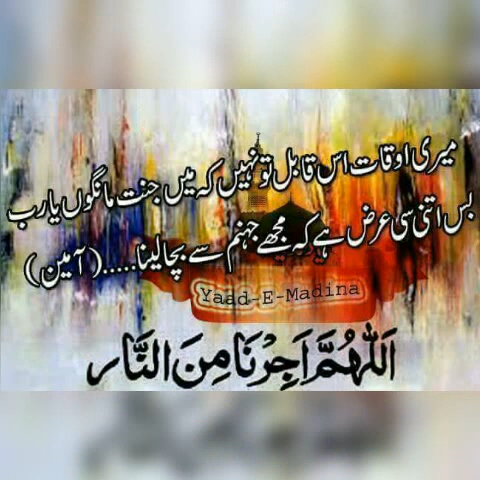 میری اوقات اس قابل تو نہیں کہ میں جنت مانگوں یارب
بس اتنی سی عرض ہے کہ مجھے جہنم سے بچا لینا.....(آمین)
Yaad-E-Madina
اَللّٰهُمَّ اَجِرْنَا مِنَ النَّار